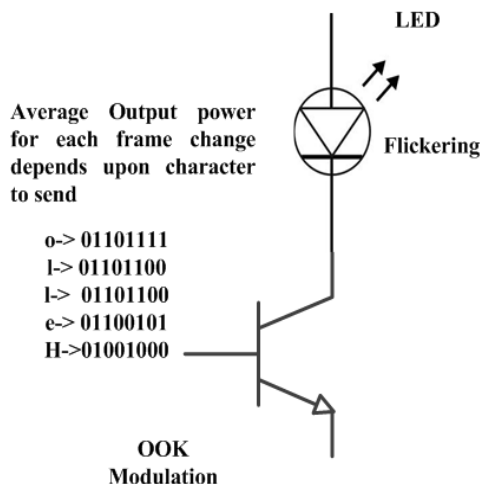 LED
Average Output power
for each frame change
depends upon character
to send
Flickering
o-> 01101111
l-> 01101100
l-> 01101100
e-> 01100101
H->01001000
OOK
Modulation